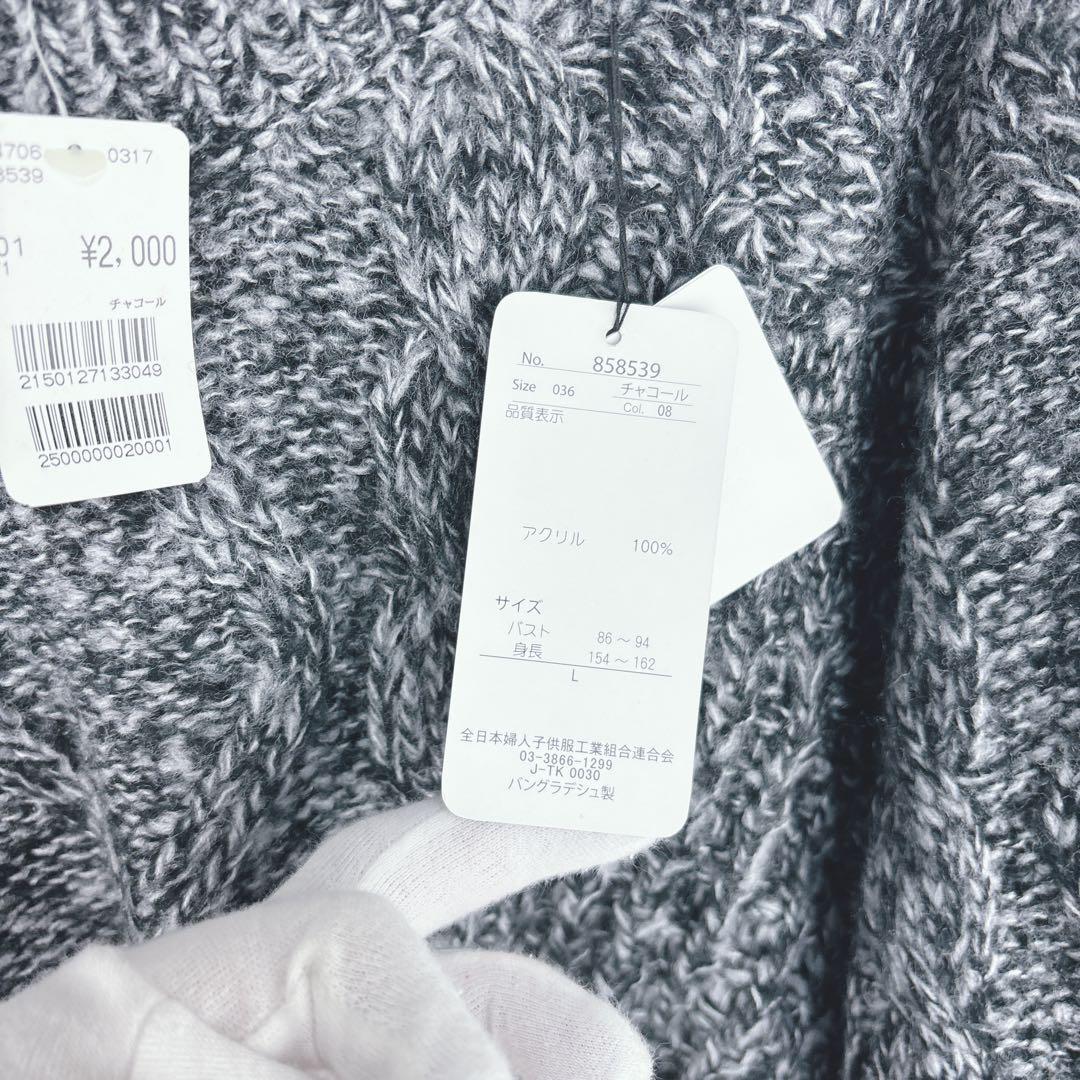 4706 0317
8539
01
¥2,000
チャコール
2150127133049
2500000020001
No. 858539
Size 036 チャコール
Col. 08
品質表示
アクリル 100%
サイズ
バスト 86～94
身長 154～162
L
全日本婦人子供服工業組合連合会
03-3866-1299
J-TK 0030
バングラデシュ製